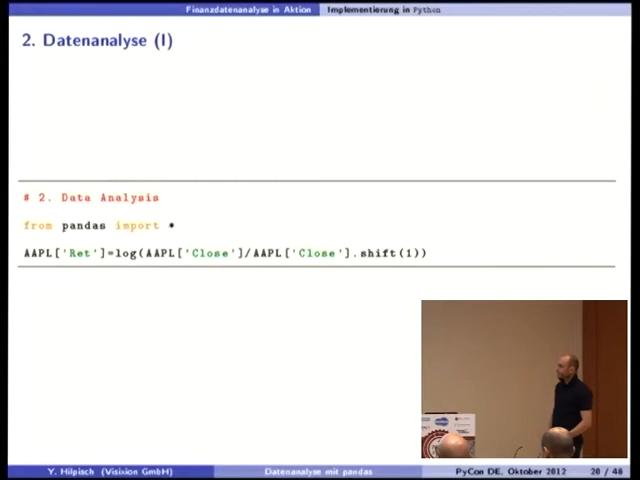 Finanzdatenanalyse in Aktion Implementierung in Python
2. Datenanalyse (I)
# 2. Data Analysis
from pandas import *
AAPL['Ret']=log(AAPL['Close']/AAPL['Close'].shift(1))
Y. Hilpisch (Visixion GmbH) Datenanalyse mit pandas PyCon DE, Oktober 2012 20 / 48